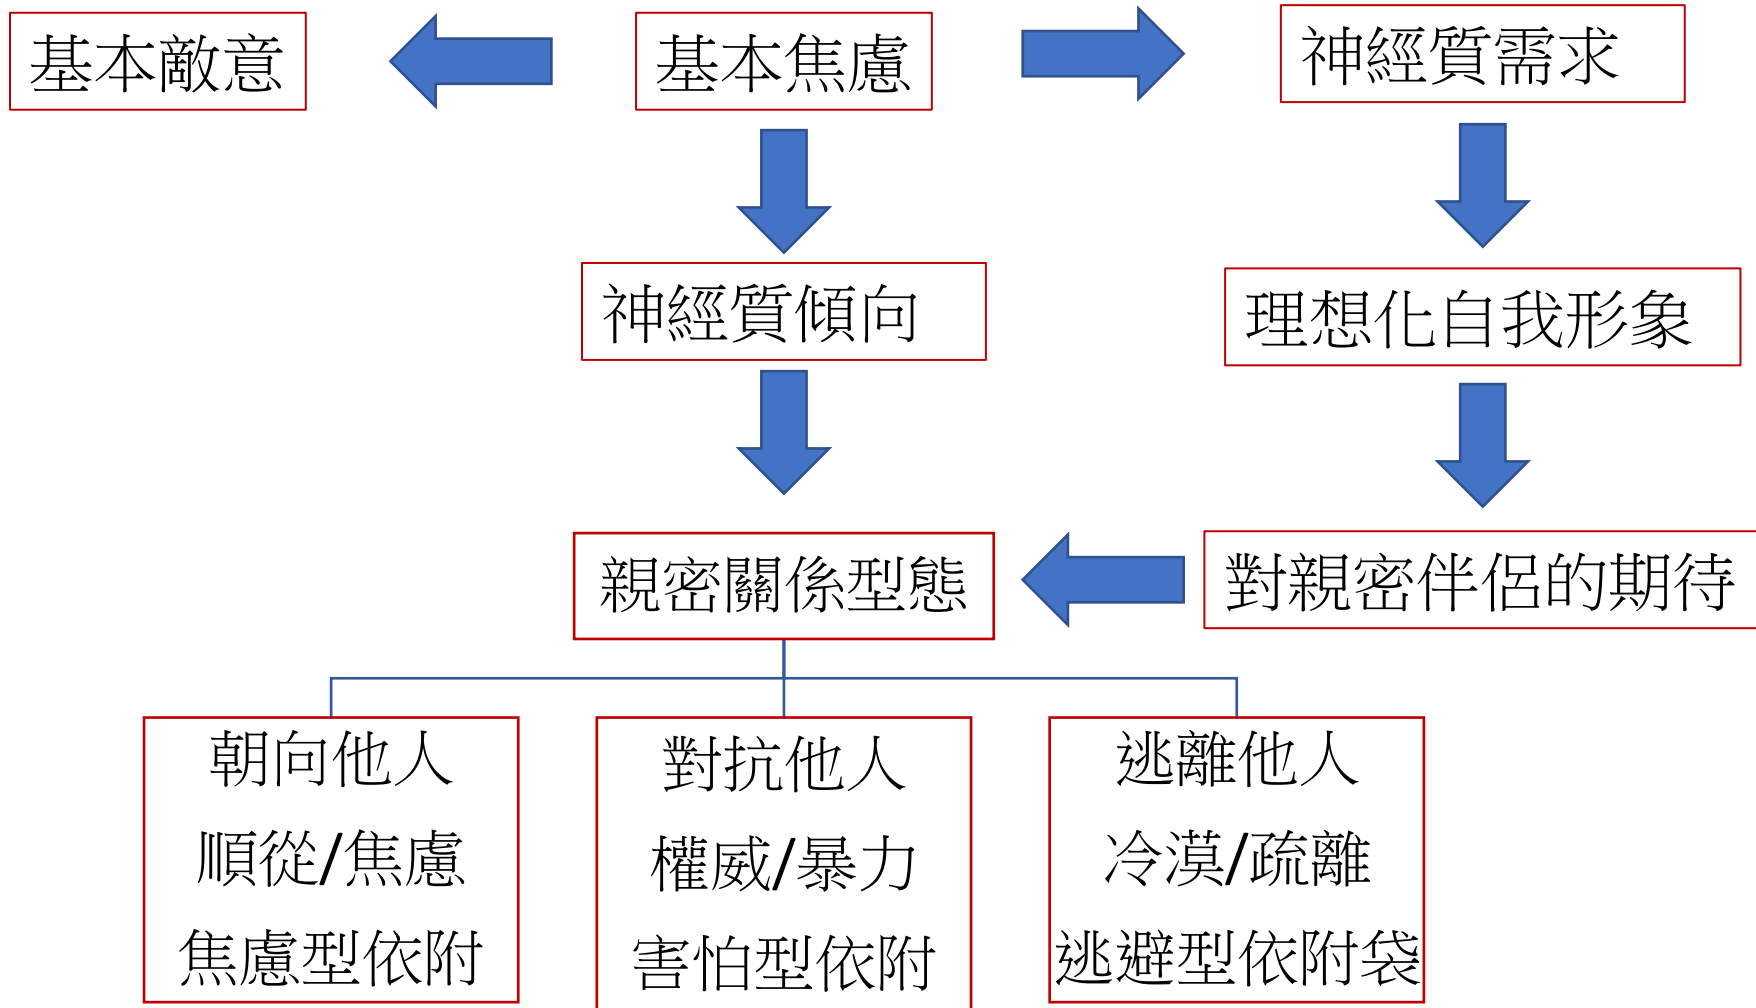 基本敵意
基本焦慮
神經質需求
神經質傾向
理想化自我形象
親密關係型態
對親密伴侶的期待
朝向他人
順從/焦慮
焦慮型依附
對抗他人
權威/暴力
害怕型依附
逃離他人
冷漠/疏離
逃避型依附袋